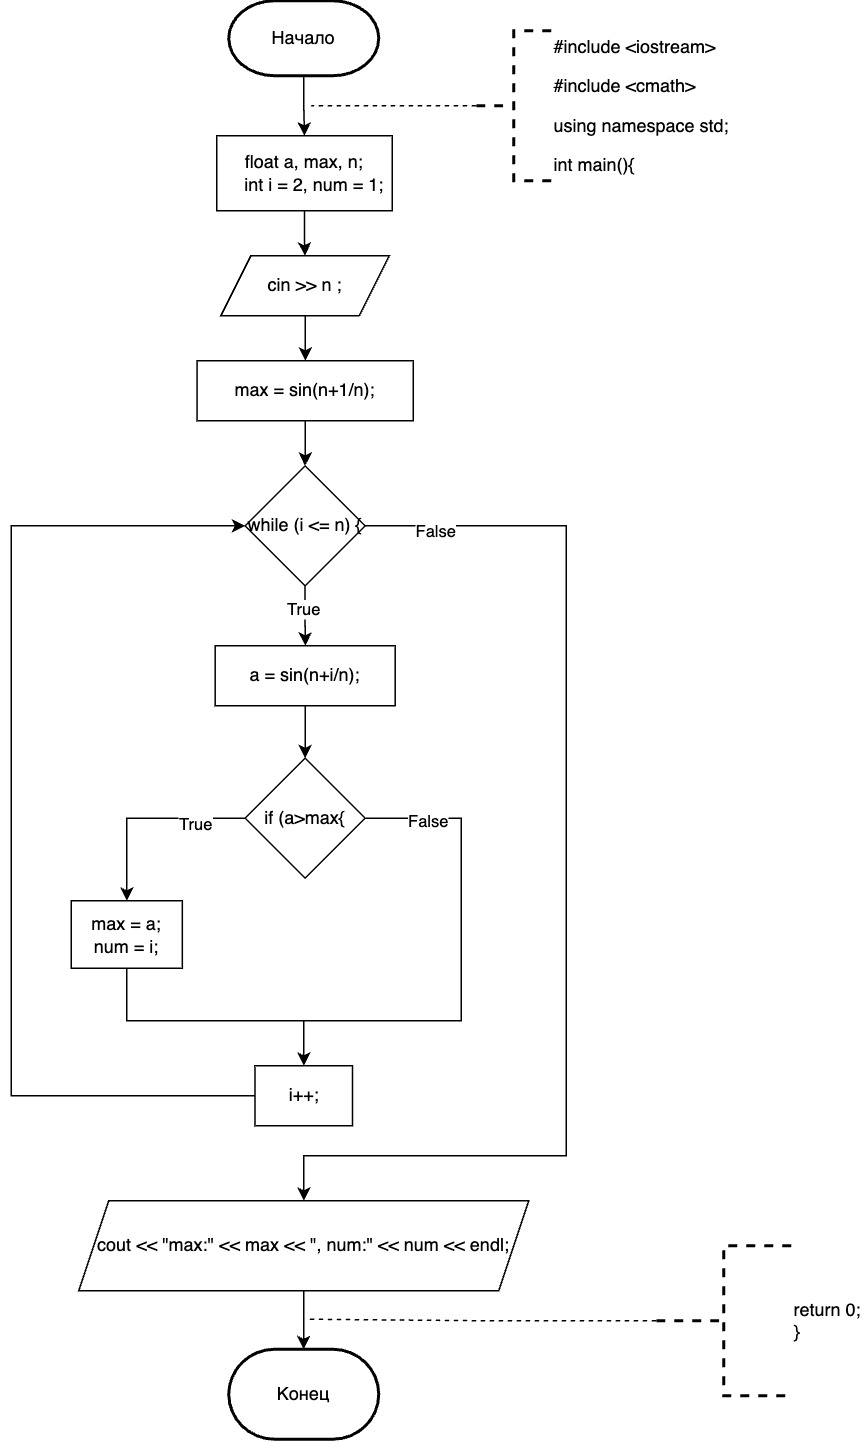 Начало
#include <iostream>
#include <cmath>
using namespace std;
int main(){
float a, max, n;
int i = 2, num = 1;
cin >> n ;
max = sin(n+1/n);
while (i <= n) {
False
True
a = sin(n+i/n);
if (a>max{
True
False
max = a;
num = i;
i++;
cout << "max:" << max << ", num:" << num << endl;
return 0;
}
Конец